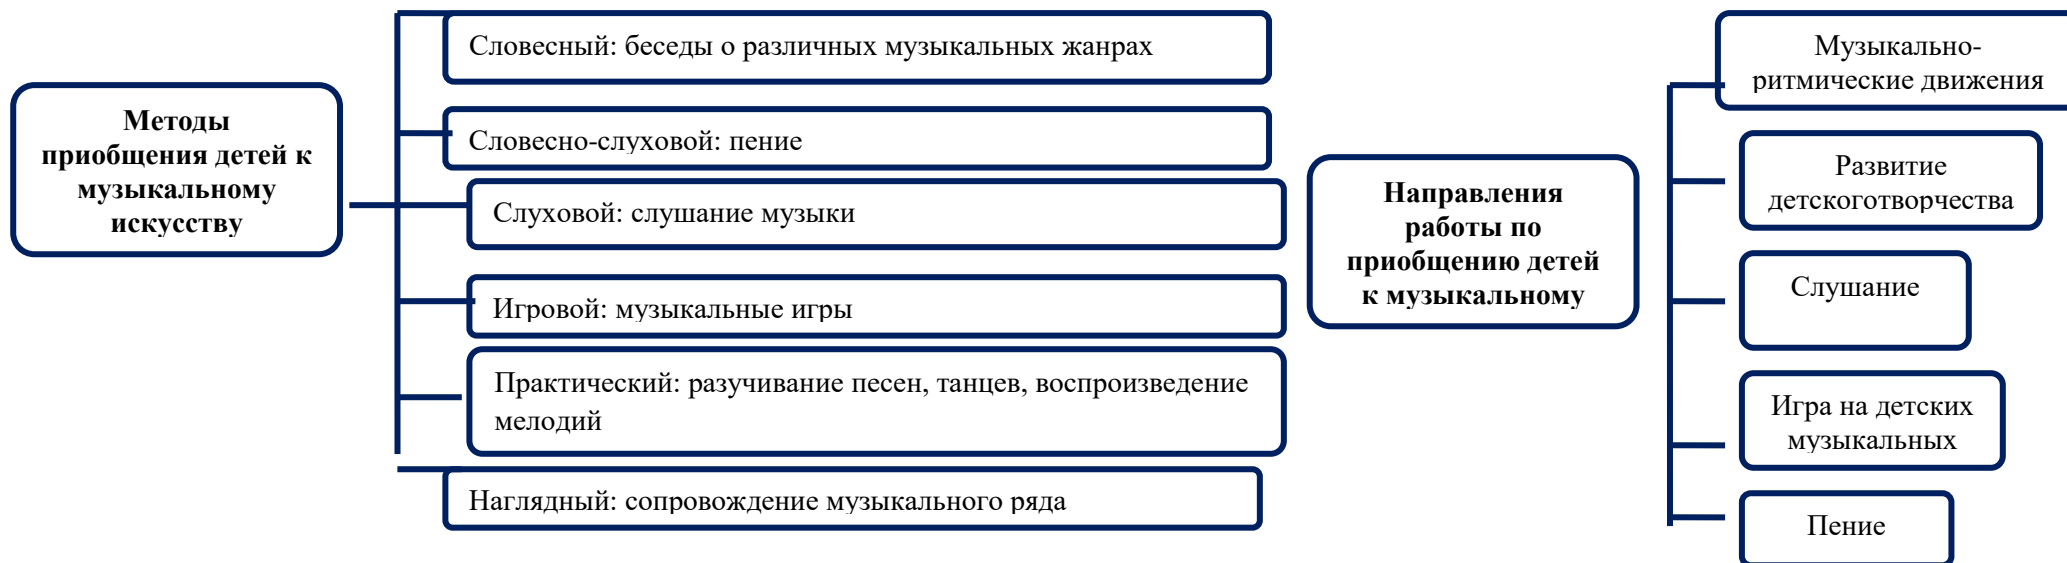 Методы
приобщения детей к
музыкальному
искусству
Словесный: беседы о различных музыкальных жанрах
Словесно-слуховой: пение
Слуховой: слушание музыки
Игровой: музыкальные игры
Практический: разучивание песен, танцев, воспроизведение
мелодий
Наглядный: сопровождение музыкального ряда
Направления
работы по
приобщению детей
к музыкальному
Музыкально-
ритмические движения
Развитие
детскоготворчества
Слушание
Игра на детских
музыкальных
Пение